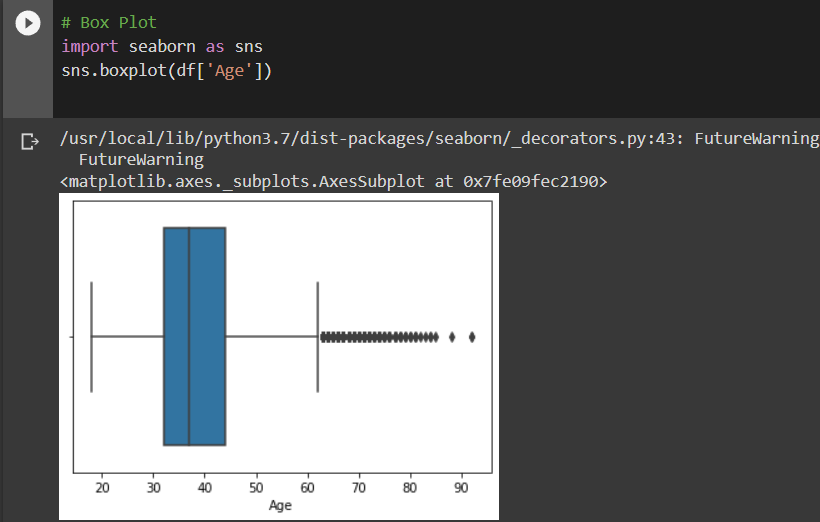 # Box Plot
import seaborn as sns
sns.boxplot(df['Age'])
/usr/local/lib/python3.7/dist-packages/seaborn/_decorators.py:43: FutureWarning
  FutureWarning
<matplotlib.axes._subplots.AxesSubplot at 0x7fe09fec2190>
20 30 40 50 60 70 80 90
Age